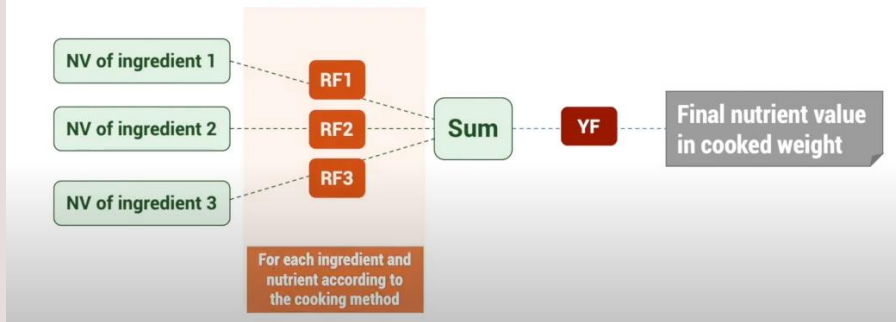 NV of ingredient 1
RF1
NV of ingredient 2
RF2
Sum
YF
Final nutrient value
in cooked weight
NV of ingredient 3
RF3
For each ingredient and
nutrient according to
the cooking method